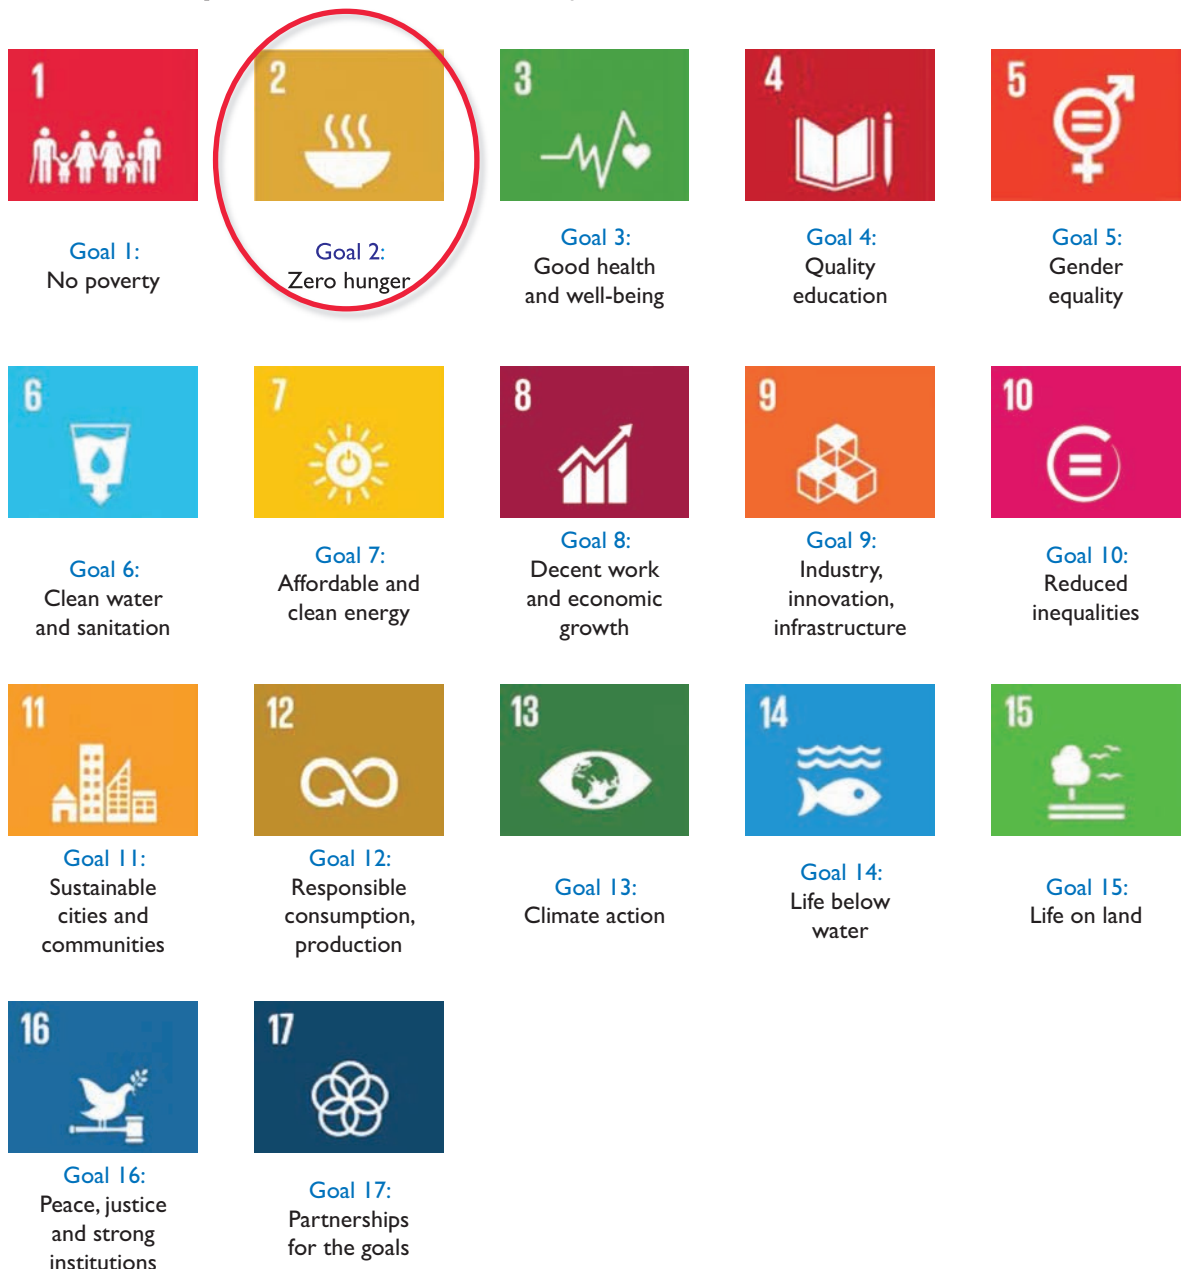 1
2
3
4
5
Goal 1:
No poverty
Goal 2:
Zero hunger
Goal 3:
Good health
and well-being
Goal 4:
Quality
education
Goal 5:
Gender
equality
6
7
8
9
10
Goal 6:
Clean water
and sanitation
Goal 7:
Affordable and
clean energy
Goal 8:
Decent work
and economic
growth
Goal 9:
Industry,
innovation,
infrastructure
Goal 10:
Reduced
inequalities
11
12
13
14
15
Goal 11:
Sustainable
cities and
communities
Goal 12:
Responsible
consumption,
production
Goal 13:
Climate action
Goal 14:
Life below
water
Goal 15:
Life on land
16
17
Goal 16:
Peace, justice
and strong
institutions
Goal 17:
Partnerships
for the goals